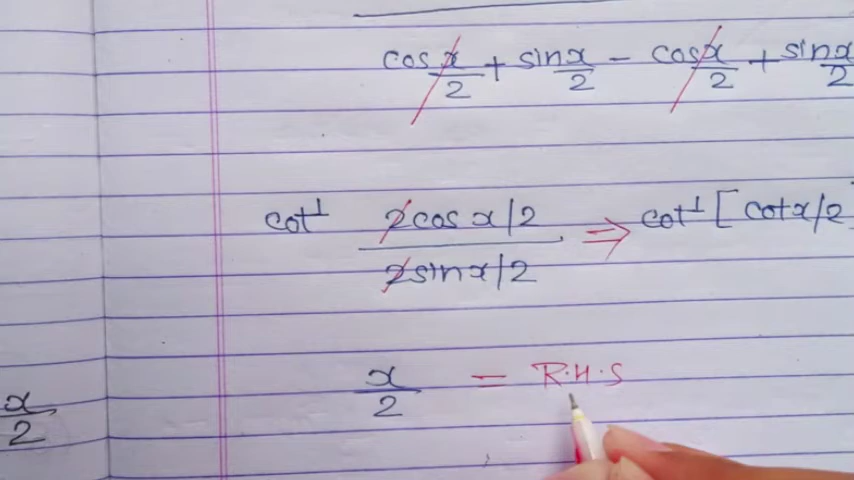 cos x/2 + sin x/2 - cos x/2 + sin x/2
cot⁻¹ 2cos x/2 / 2sin x/2 ⇒ cot⁻¹ [ cot x/2
x/2 = R.H.S
x/2